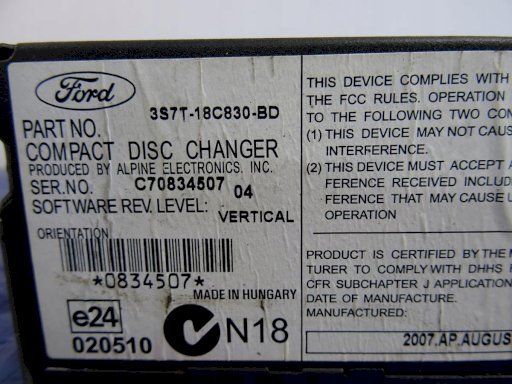 Ford
3S7T-18C830-BD
PART NO.
COMPACT DISC CHANGER
PRODUCED BY ALPINE ELECTRONICS, INC.
SER.NO. C70834507 04
SOFTWARE REV. LEVEL: VERTICAL
ORIENTATION
*0834507*
MADE IN HUNGARY
e24
020510
N18
THIS DEVICE COMPLIES WITH
THE FCC RULES. OPERATION
TO THE FOLLOWING TWO CON
(1) THIS DEVICE MAY NOT CAUS
INTERFERENCE.
(2) THIS DEVICE MUST ACCEPT A
FERENCE RECEIVED INCLUD
FERENCE THAT MAY CAUSE U
OPERATION
PRODUCT IS CERTIFIED BY THE M
TURER TO COMPLY WITH DHHS
CFR SUBCHAPTER J APPLICATION
DATE OF MANUFACTURE.
MANUFACTURED:
2007.AP.AUGUS